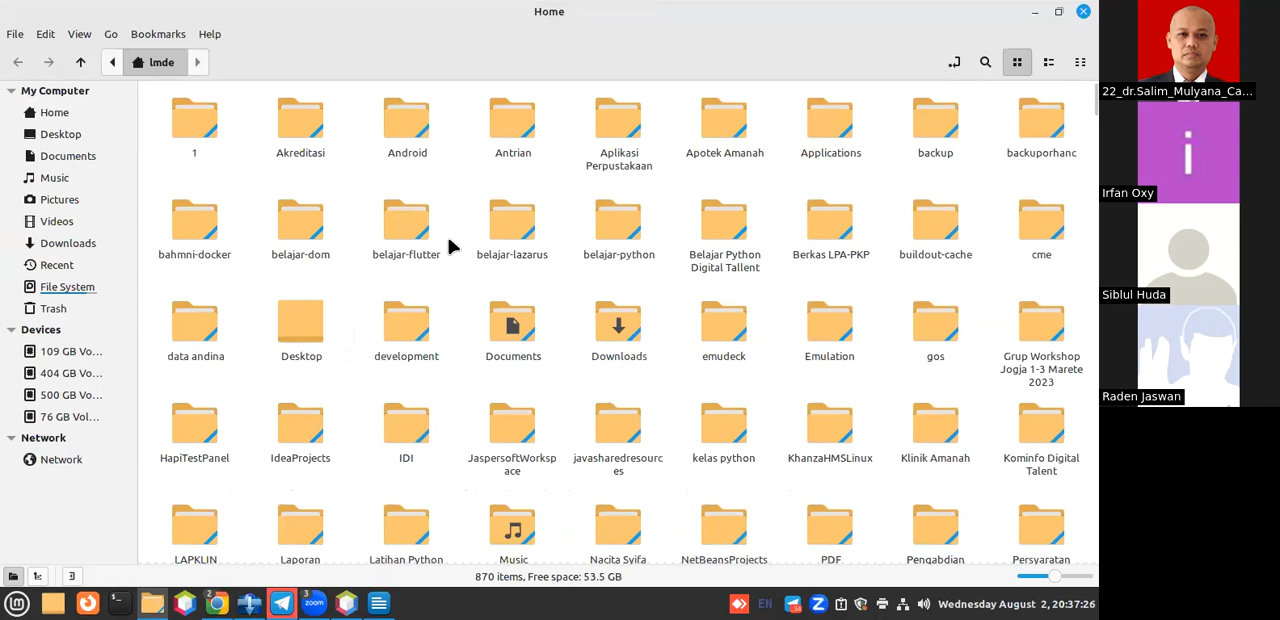 Home
File Edit View Go Bookmarks Help
lmde
My Computer
Home
Desktop
Documents
Music
Pictures
Videos
Downloads
Recent
File System
Trash
Devices
109 GB Vo...
404 GB Vo...
500 GB Vo...
76 GB Vol...
Network
Network
1
Akreditasi
Android
Antrian
Aplikasi
Perpustakaan
Apotek Amanah
Applications
backup
backuporhanc
bahmni-docker
belajar-dom
belajar-flutter
belajar-lazarus
belajar-python
Belajar Python
Digital Tallent
Berkas LPA-PKP
buildout-cache
cme
data andina
Desktop
development
Documents
Downloads
emudeck
Emulation
gos
Grup Workshop
Jogja 1-3 Marete
2023
HapiTestPanel
IdeaProjects
IDI
JaspersoftWorksp
ace
javasharedresourc
es
kelas python
KhanzaHMSLinux
Klinik Amanah
Kominfo Digital
Talent
LAPKLIN
Laporan
Latihan Python
Music
Nacita Syifa
NetBeansProjects
PDF
Pengabdian
Persyaratan
870 items, Free space: 53.5 GB
2
3
zoom
EN
Z
Wednesday August 2, 20:37:26
22_dr.Salim_Mulyana_Ca...
i
Irfan Oxy
Siblul Huda
Raden Jaswan